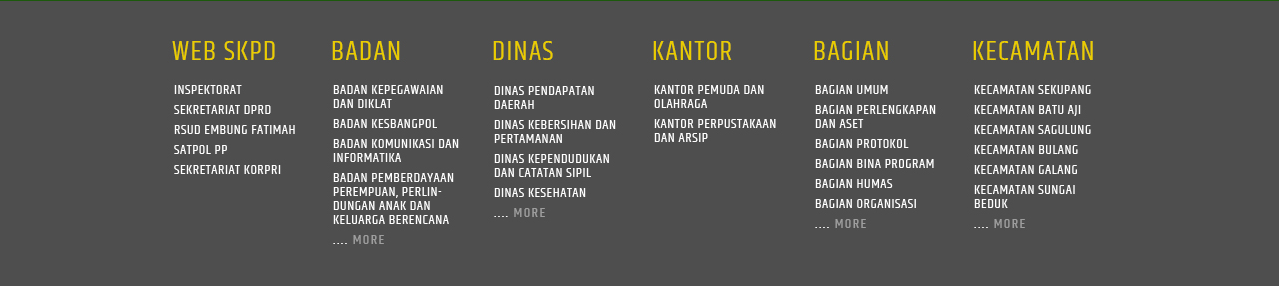 WEB SKPD
INSPEKTORAT
SEKRETARIAT DPRD
RSUD EMBUNG FATIMAH
SATPOL PP
SEKRETARIAT KORPRI
BADAN
BADAN KEPEGAWAIAN
DAN DIKLAT
BADAN KESBANGPOL
BADAN KOMUNIKASI DAN
INFORMATIKA
BADAN PEMBERDAYAAN
PEREMPUAN, PERLIN-
DUNGAN ANAK DAN
KELUARGA BERENCANA
.... MORE
DINAS
DINAS PENDAPATAN
DAERAH
DINAS KEBERSIHAN DAN
PERTAMANAN
DINAS KEPENDUDUKAN
DAN CATATAN SIPIL
DINAS KESEHATAN
.... MORE
KANTOR
KANTOR PEMUDA DAN
OLAHRAGA
KANTOR PERPUSTAKAAN
DAN ARSIP
BAGIAN
BAGIAN UMUM
BAGIAN PERLENGKAPAN
DAN ASET
BAGIAN PROTOKOL
BAGIAN BINA PROGRAM
BAGIAN HUMAS
BAGIAN ORGANISASI
.... MORE
KECAMATAN
KECAMATAN SEKUPANG
KECAMATAN BATU AJI
KECAMATAN SAGULUNG
KECAMATAN BULANG
KECAMATAN GALANG
KECAMATAN SUNGAI
BEDUK
.... MORE